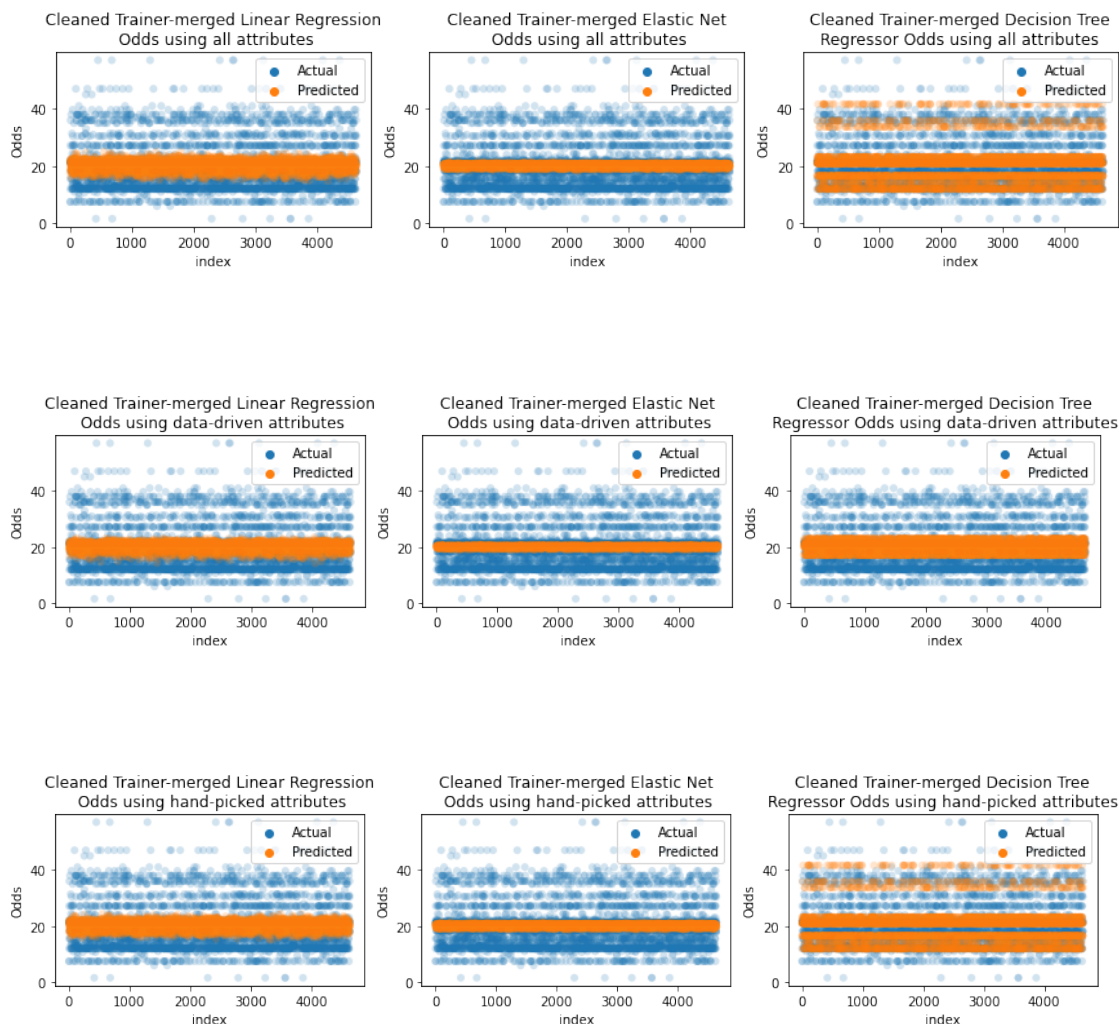 Cleaned Trainer-merged Linear Regression
Odds using all attributes
Actual
Predicted
Odds
40
20
0
0
1000
2000
3000
4000
index
Cleaned Trainer-merged Elastic Net
Odds using all attributes
Actual
Predicted
Odds
40
20
0
0
1000
2000
3000
4000
index
Cleaned Trainer-merged Decision Tree
Regressor Odds using all attributes
Actual
Predicted
Odds
40
20
0
0
1000
2000
3000
4000
index
Cleaned Trainer-merged Linear Regression
Odds using data-driven attributes
Actual
Predicted
Odds
40
20
0
0
1000
2000
3000
4000
index
Cleaned Trainer-merged Elastic Net
Odds using data-driven attributes
Actual
Predicted
Odds
40
20
0
0
1000
2000
3000
4000
index
Cleaned Trainer-merged Decision Tree
Regressor Odds using data-driven attributes
Actual
Predicted
Odds
40
20
0
0
1000
2000
3000
4000
index
Cleaned Trainer-merged Linear Regression
Odds using hand-picked attributes
Actual
Predicted
Odds
40
20
0
0
1000
2000
3000
4000
index
Cleaned Trainer-merged Elastic Net
Odds using hand-picked attributes
Actual
Predicted
Odds
40
20
0
0
1000
2000
3000
4000
index
Cleaned Trainer-merged Decision Tree
Regressor Odds using hand-picked attributes
Actual
Predicted
Odds
40
20
0
0
1000
2000
3000
4000
index